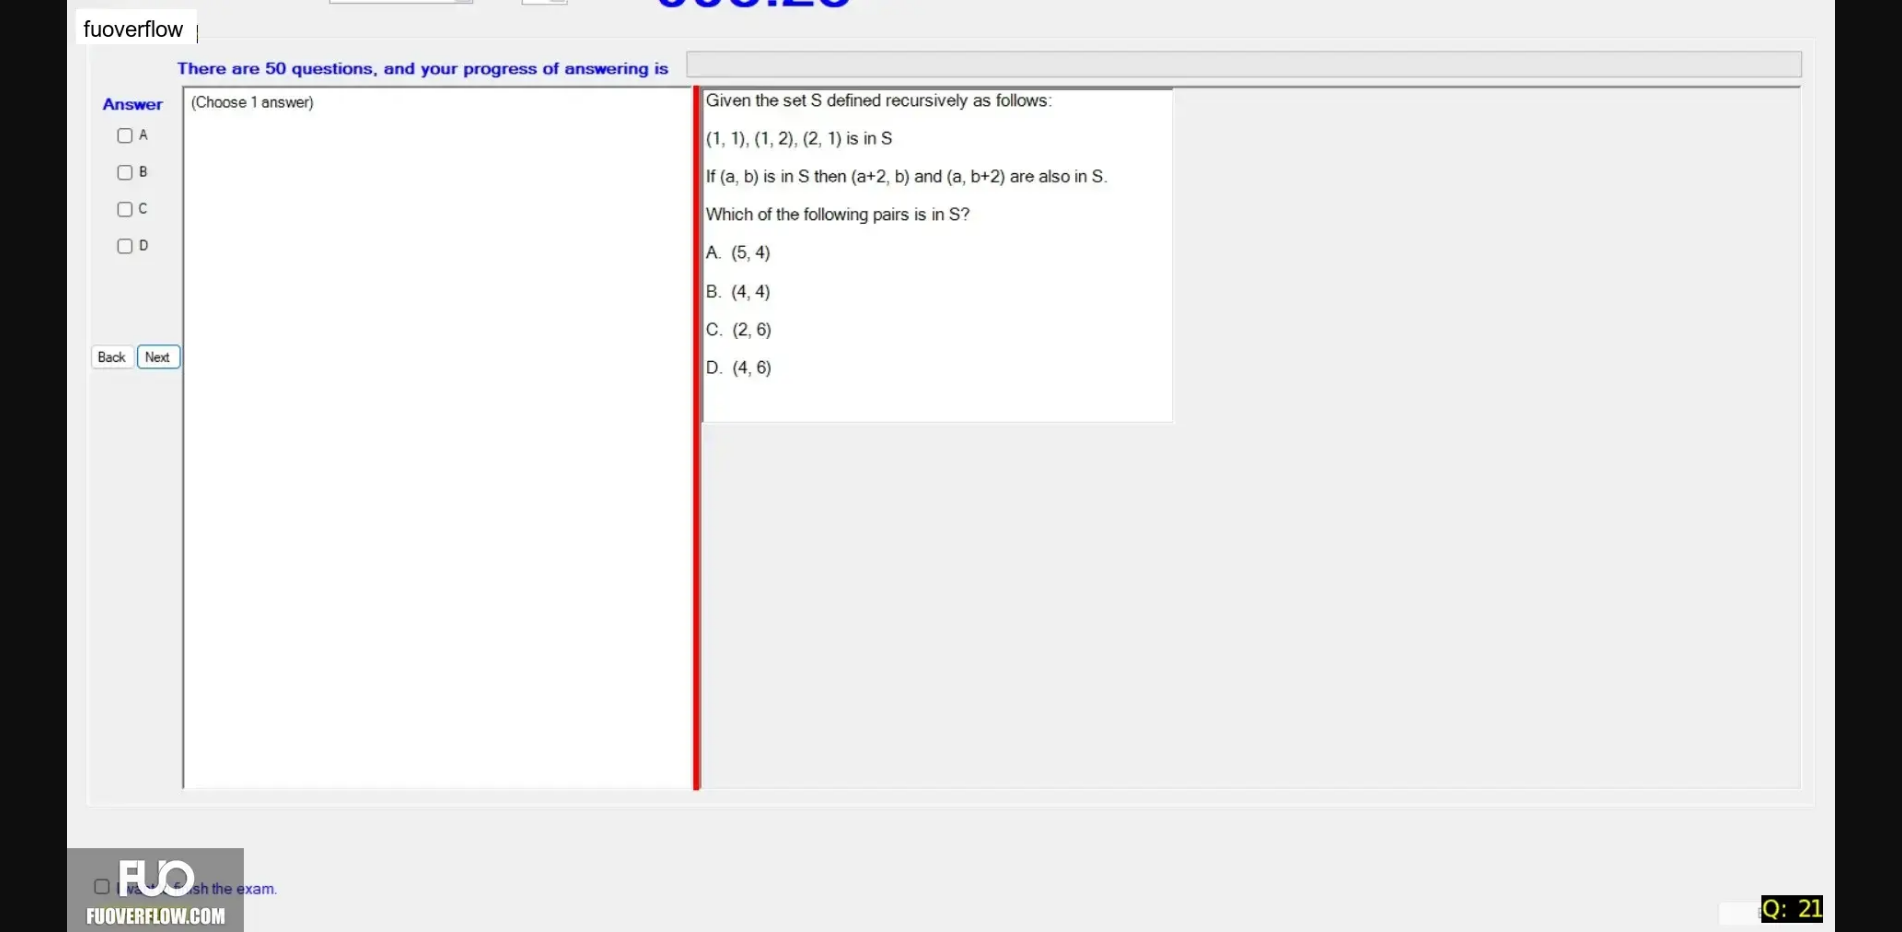 fuoverflow
There are 50 questions, and your progress of answering is
Answer
(Choose 1 answer)
A
B
C
D
Back
Next
Given the set S defined recursively as follows:
(1, 1), (1, 2), (2, 1) is in S
If (a, b) is in S then (a+2, b) and (a, b+2) are also in S.
Which of the following pairs is in S?
A. (5, 4)
B. (4, 4)
C. (2, 6)
D. (4, 6)
the exam.
FUO
FUOVERFLOW.COM
Q: 21